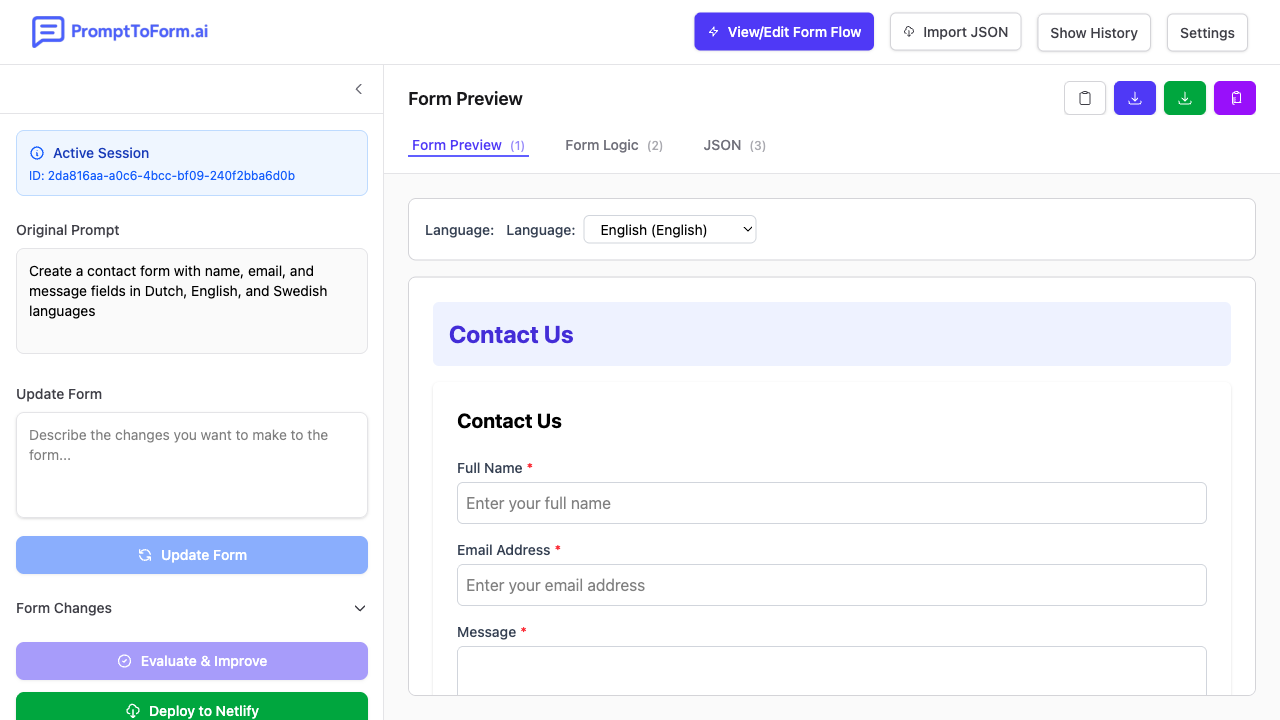 PromptToForm.ai
View/Edit Form Flow
Import JSON
Show History
Settings
Active Session
ID: 2da816aa-a0c6-4bcc-bf09-240f2bba6d0b
Original Prompt
Create a contact form with name, email, and
message fields in Dutch, English, and Swedish
languages
Update Form
Describe the changes you want to make to the
form...
Update Form
Form Changes
Evaluate & Improve
Deploy to Netlify
Form Preview
Form Preview (1)
Form Logic (2)
JSON (3)
Language: Language: English (English)
Contact Us
Contact Us
Full Name *
Enter your full name
Email Address *
Enter your email address
Message *